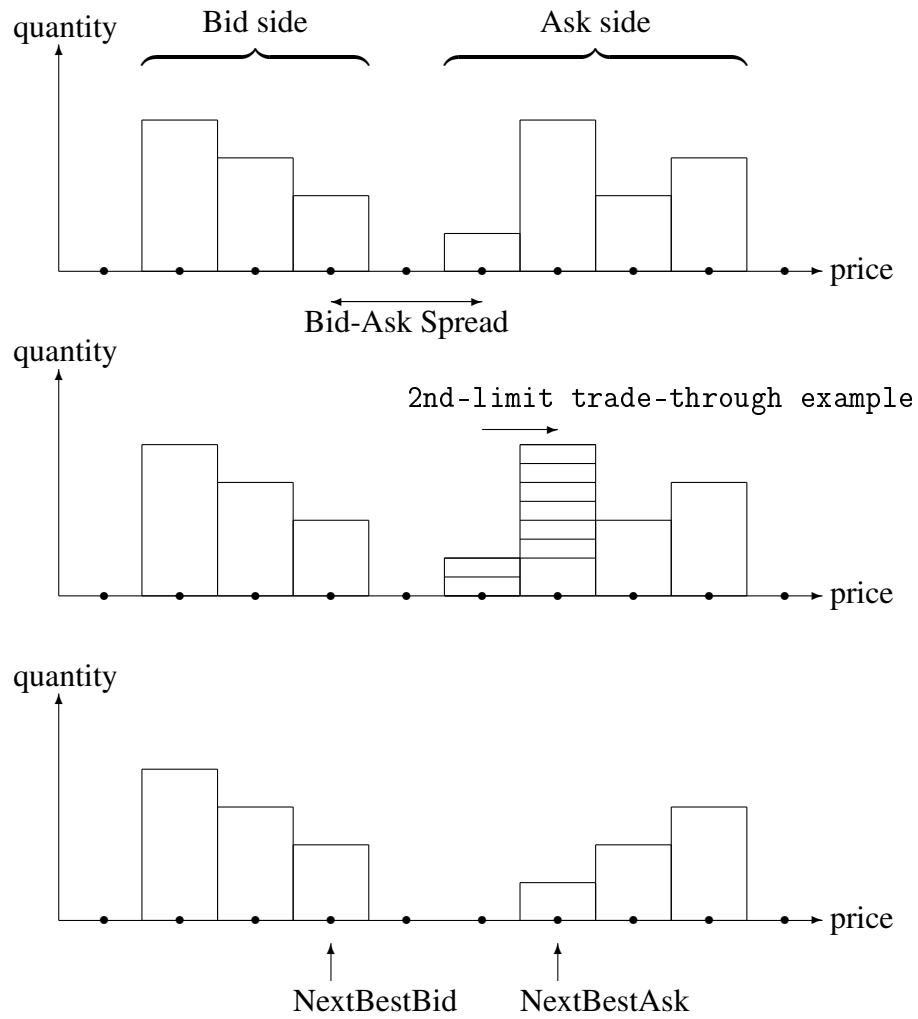 Bid side
Ask side
quantity
price
Bid-Ask Spread
quantity
2nd-limit trade-through example
price
quantity
price
NextBestBid
NextBestAsk